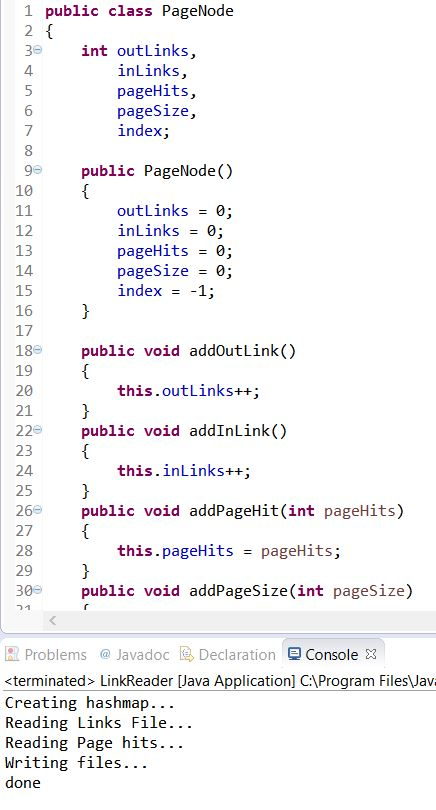 1 public class PageNode
2 {
3 int outLinks,
4 inLinks,
5 pageHits,
6 pageSize,
7 index;
8
9 public PageNode()
10 {
11 outLinks = 0;
12 inLinks = 0;
13 pageHits = 0;
14 pageSize = 0;
15 index = -1;
16 }
17
18 public void addOutLink()
19 {
20 this.outLinks++;
21 }
22 public void addInLink()
23 {
24 this.inLinks++;
25 }
26 public void addPageHit(int pageHits)
27 {
28 this.pageHits = pageHits;
29 }
30 public void addPageSize(int pageSize)
31 {
Problems @ Javadoc Declaration Console
<terminated> LinkReader [Java Application] C:\Program Files\Java
Creating hashmap...
Reading Links File...
Reading Page hits...
Writing files...
done